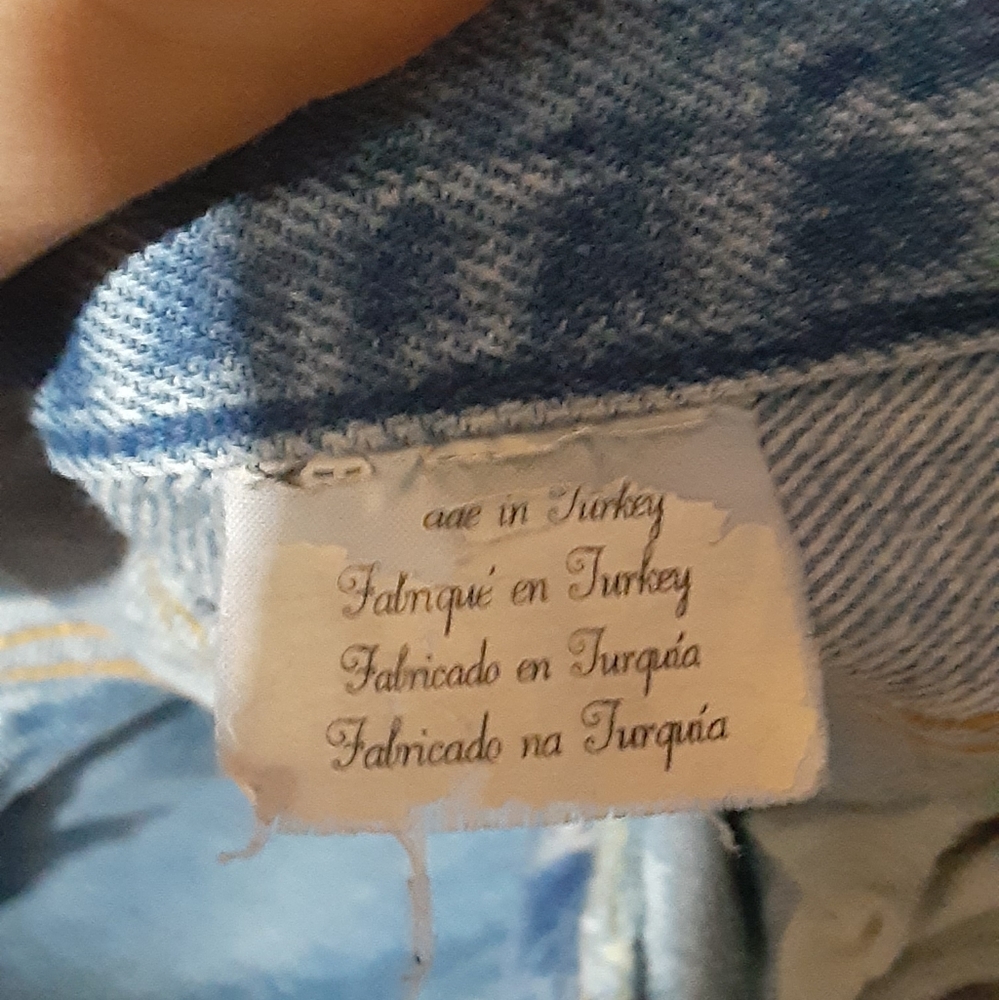 ade in Turkey
Fabriqué en Turkey
Fabricado en Turquía
Fabricado na Turquía